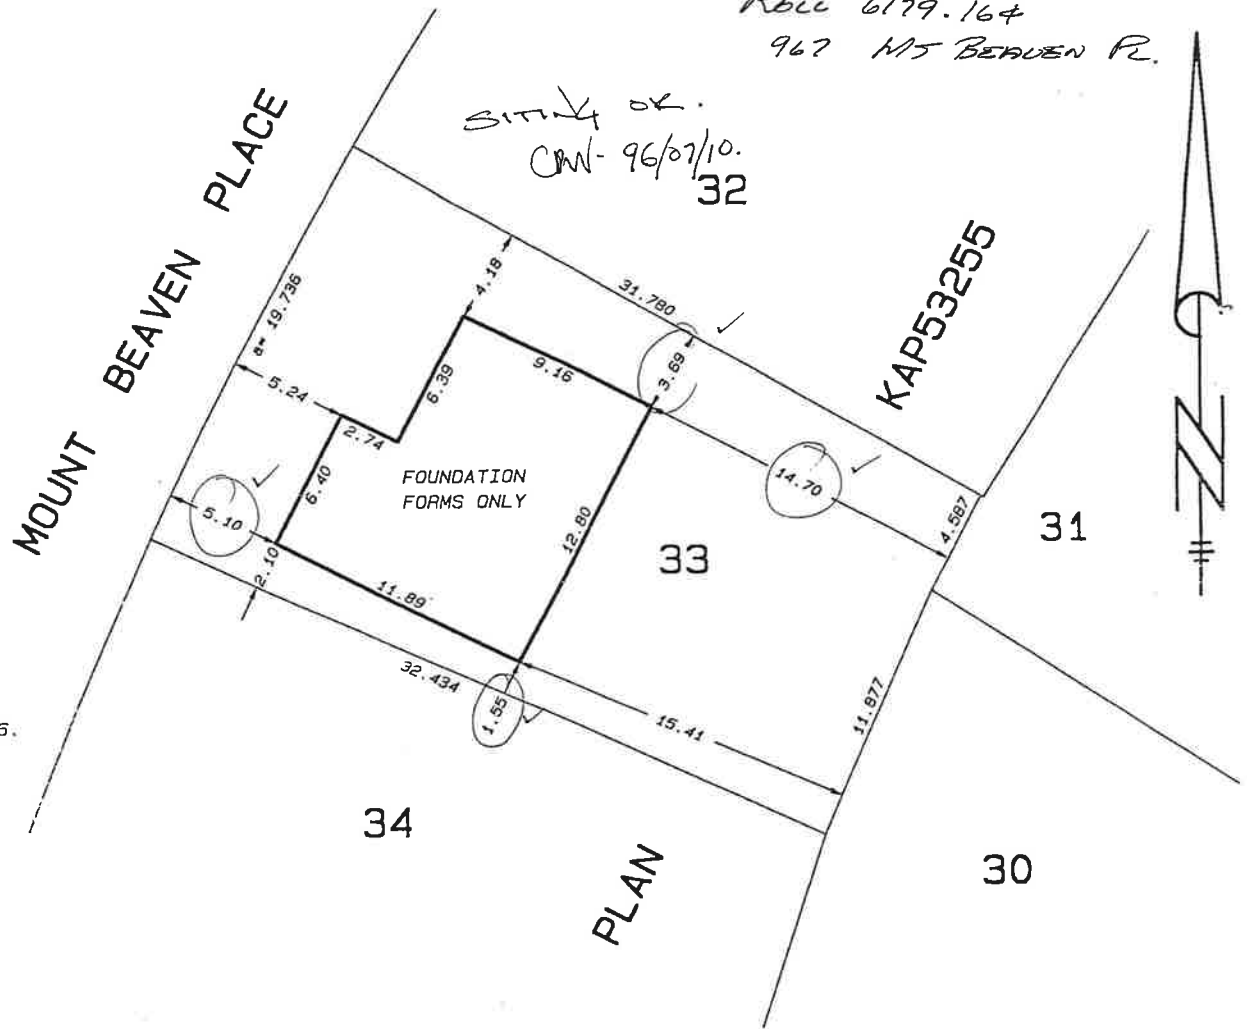 ROLL 6179.164
967 MT BEAVEN PL.
SITING OK.
96/07/10.
32
MOUNT BEAVEN PLACE
KAP53255
a= 19.736
4.18
31.780
3.69
9.16
6.39
5.24
2.74
6.40
FOUNDATION
FORMS ONLY
14.70
4.587
31
5.10
2.10
12.80
33
11.89
32.434
1.55
15.41
11.877
34
PLAN
30
N